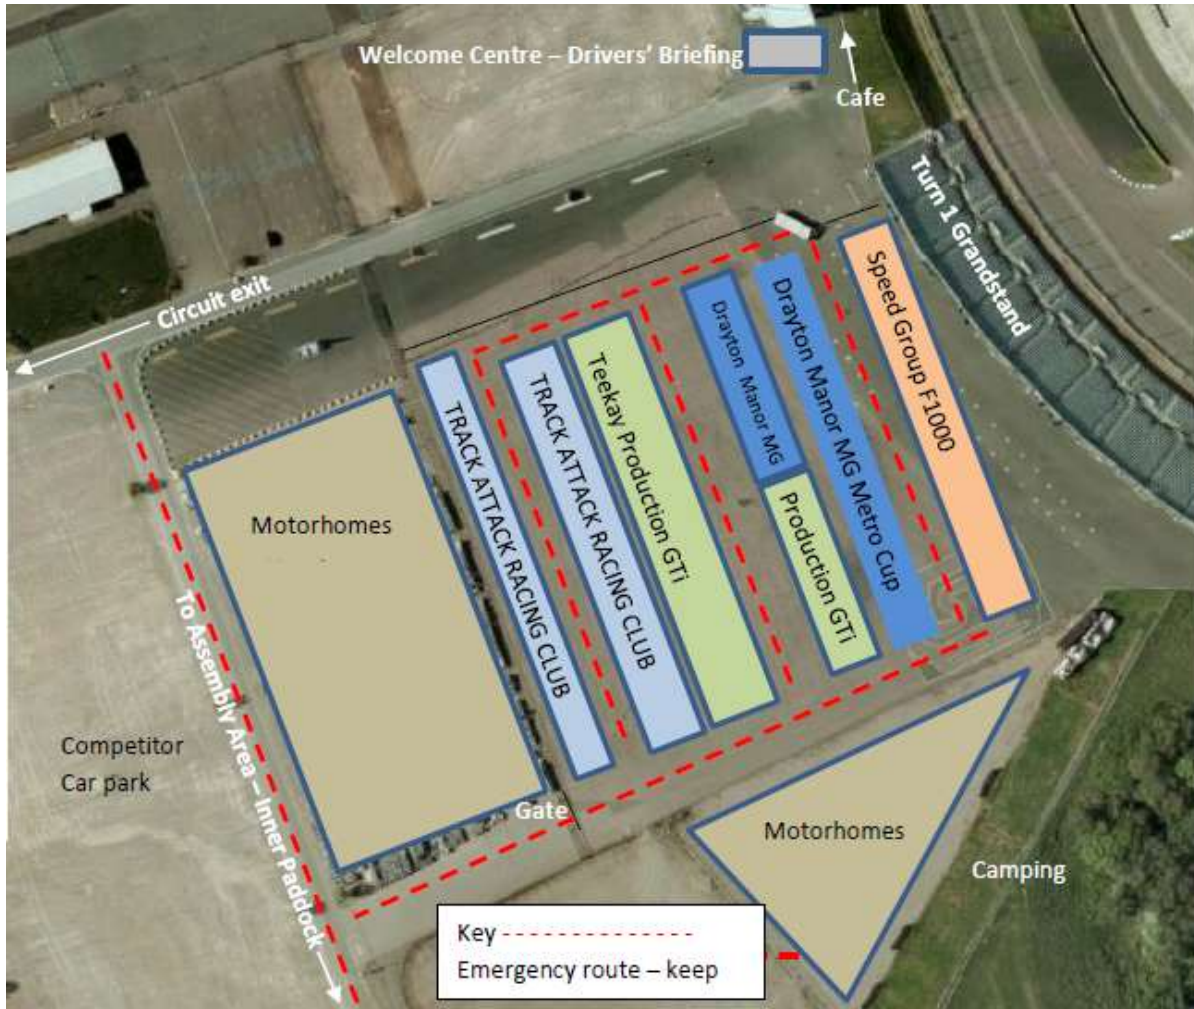 Welcome Centre – Drivers' Briefing
Cafe
Turn 1 Grandstand
Circuit exit
Speed Group F1000
Drayton Manor MG Metro Cup
Drayton Manor MG
Production GTi
Teekay Production GTi
TRACK ATTACK RACING CLUB
TRACK ATTACK RACING CLUB
Motorhomes
To Assembly Area – Inner Paddock
Competitor
Car park
Gate
Motorhomes
Camping
Key
Emergency route – keep